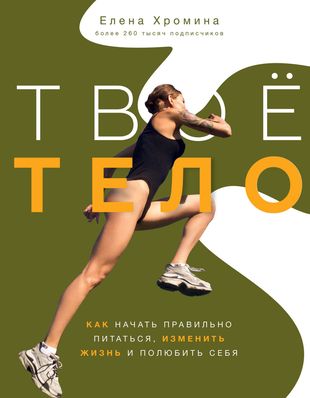 Елена Хромина
более 260 тысяч подписчиков
ТВОЁ
ТЕЛО
КАК НАЧАТЬ ПРАВИЛЬНО
ПИТАТЬСЯ, ИЗМЕНИТЬ
ЖИЗНЬ И ПОЛЮБИТЬ СЕБЯ